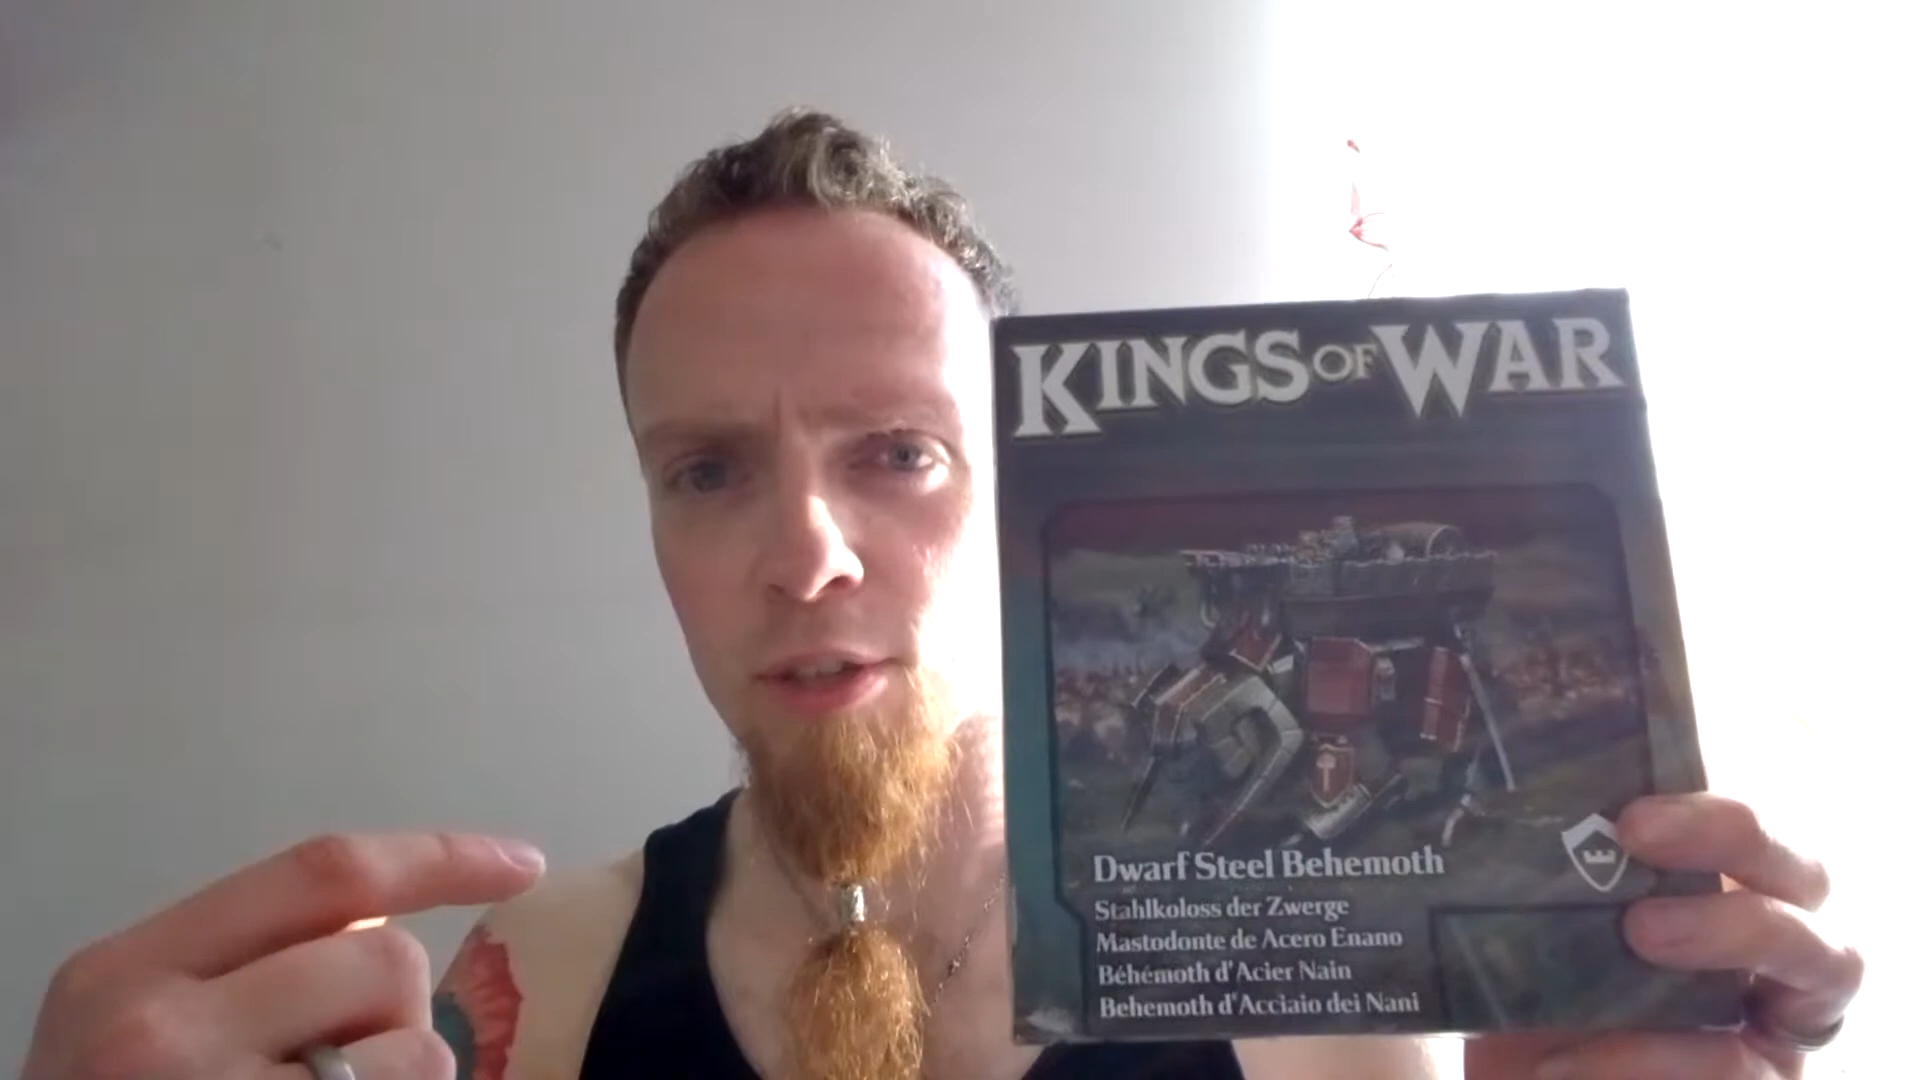 KINGS OF WAR
Dwarf Steel Behemoth
Stahlkoloss der Zwerge
Mastodonte de Acero Enano
Béhémoth d'Acier Nain
Behemoth d'Acciaio dei Nani